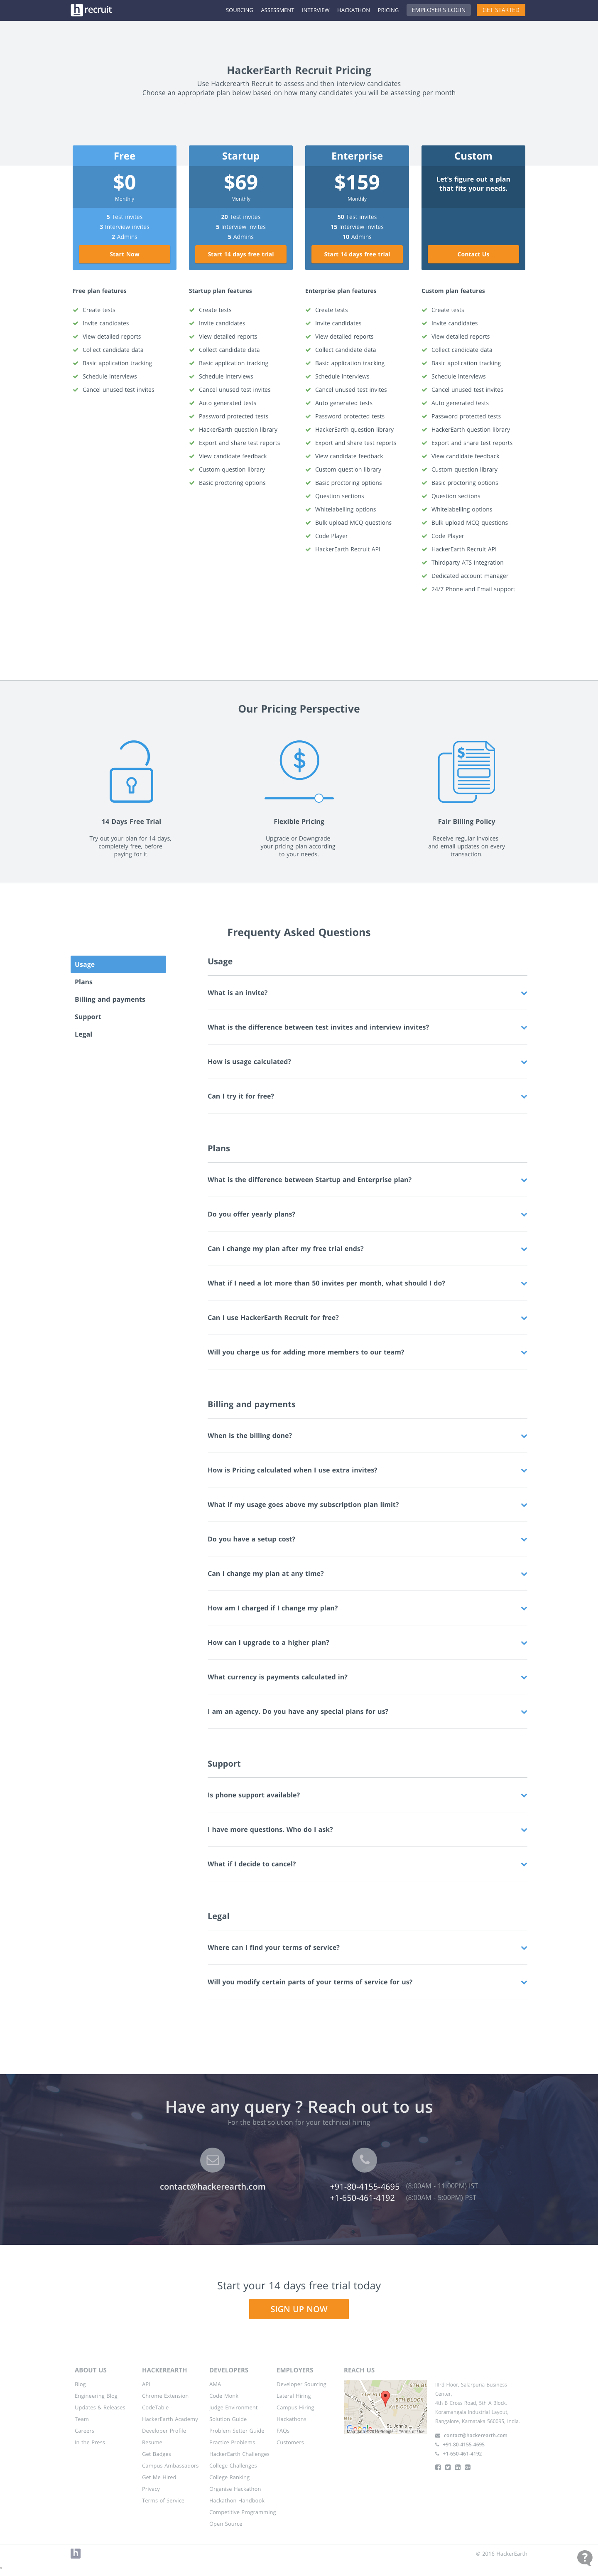 h recruit
SOURCING ASSESSMENT INTERVIEW HACKATHON PRICING EMPLOYER'S LOGIN GET STARTED
HackerEarth Recruit Pricing
Use Hackerearth Recruit to assess and then interview candidates
Choose an appropriate plan below based on how many candidates you will be assessing per month
Free
$0
Monthly
5 Test Invites
3 Interview Invites
2 Admins
Start Now
Startup
$69
Monthly
20 Test Invites
5 Interview Invites
5 Admins
Start 14 days free trial
Enterprise
$159
Monthly
50 Test Invites
15 Interview Invites
10 Admins
Start 14 days free trial
Custom
Let's figure out a plan
that fits your needs.
Contact Us
Free plan features
Create tests
Invite candidates
View detailed reports
Collect candidate data
Basic application tracking
Schedule interviews
Cancel unused test invites
Startup plan features
Create tests
Invite candidates
View detailed reports
Collect candidate data
Basic application tracking
Schedule interviews
Cancel unused test invites
Auto generated tests
Password protected tests
HackerEarth question library
Export and share test reports
View candidate feedback
Custom question library
Basic proctoring options
Enterprise plan features
Create tests
Invite candidates
View detailed reports
Collect candidate data
Basic application tracking
Schedule interviews
Cancel unused test invites
Auto generated tests
Password protected tests
HackerEarth question library
Export and share test reports
View candidate feedback
Custom question library
Basic proctoring options
Question sections
Whitelabelling options
Bulk upload MCQ questions
Code Player
HackerEarth Recruit API
Custom plan features
Create tests
Invite candidates
View detailed reports
Collect candidate data
Basic application tracking
Schedule interviews
Cancel unused test invites
Auto generated tests
Password protected tests
HackerEarth question library
Export and share test reports
View candidate feedback
Custom question library
Basic proctoring options
Question sections
Whitelabelling options
Bulk upload MCQ questions
Code Player
HackerEarth Recruit API
Thirdparty ATS Integration
Dedicated account manager
24/7 Phone and Email support
Our Pricing Perspective
14 Days Free Trial
Try out your plan for 14 days,
completely free, before
paying for it.
$
Flexible Pricing
Upgrade or Downgrade
your pricing plan according
to your needs.
$
Fair Billing Policy
Receive regular invoices
and email updates on every
transaction.
Frequenty Asked Questions
Usage
Plans
Billing and payments
Support
Legal
Usage
What is an invite?
What is the difference between test invites and interview invites?
How is usage calculated?
Can I try it for free?
Plans
What is the difference between Startup and Enterprise plan?
Do you offer yearly plans?
Can I change my plan after my free trial ends?
What if I need a lot more than 50 invites per month, what should I do?
Can I use HackerEarth Recruit for free?
Will you charge us for adding more members to our team?
Billing and payments
When is the billing done?
How is Pricing calculated when I use extra invites?
What if my usage goes above my subscription plan limit?
Do you have a setup cost?
Can I change my plan at any time?
How am I charged if I change my plan?
How can I upgrade to a higher plan?
What currency is payments calculated in?
I am an agency. Do you have any special plans for us?
Support
Is phone support available?
I have more questions. Who do I ask?
What if I decide to cancel?
Legal
Where can I find your terms of service?
Will you modify certain parts of your terms of service for us?
Have any query ? Reach out to us
For the best solution for your technical hiring
contact@hackerearth.com
+91-80-4155-4695 (8:00AM - 11:00PM) IST
+1-650-461-4192 (8:00AM - 5:00PM) PST
Start your 14 days free trial today
SIGN UP NOW
ABOUT US
Blog
Engineering Blog
Updates & Releases
Team
Careers
In the Press
HACKEREARTH
API
Chrome Extension
CodeTable
HackerEarth Academy
Developer Profile
Resume
Get Badges
Campus Ambassadors
Get Me Hired
Privacy
Terms of Service
DEVELOPERS
AMA
Code Monk
Judge Environment
Solution Guide
Problem Setter Guide
Practice Problems
HackerEarth Challenges
College Challenges
College Ranking
Organise Hackathon
Hackathon Handbook
Competitive Programming
Open Source
EMPLOYERS
Developer Sourcing
Lateral Hiring
Campus Hiring
Hackathons
FAQs
Customers
REACH US
5TH BLOCK
Google
Map data ©2016 Google Terms of Use
IIIrd Floor, Salarpuria Business
Center,
4th B Cross Road, 5th A Block,
Koramangala Industrial Layout,
Bangalore, Karnataka 560095, India.
contact@hackerearth.com
+91-80-4155-4695
+1-650-461-4192
h
© 2016 HackerEarth
?